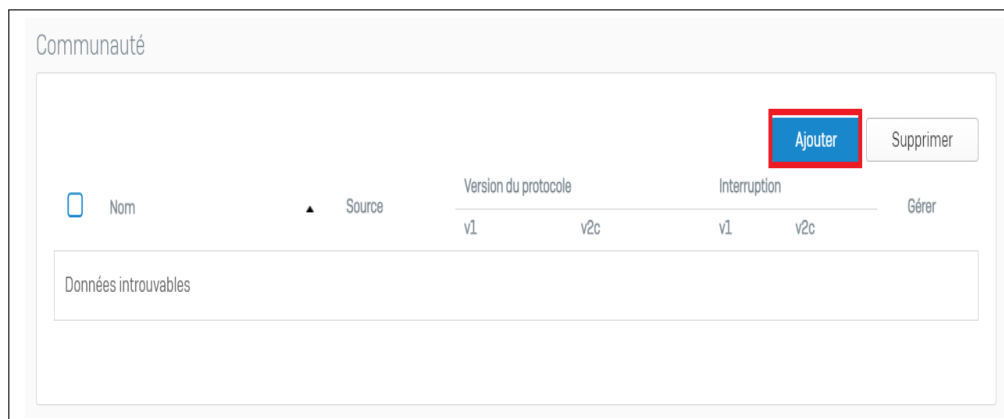 Communauté
Ajouter Supprimer
Nom Source Version du protocole Interruption Gérer
v1 v2c v1 v2c
Données introuvables